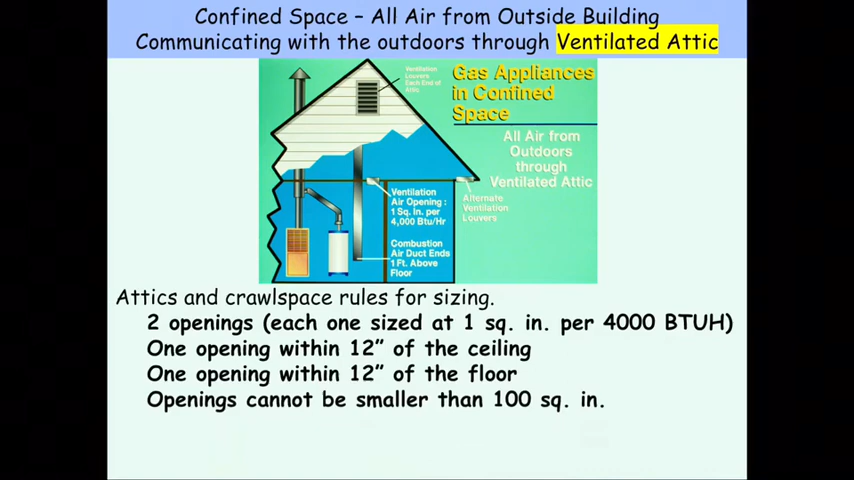 Confined Space – All Air from Outside Building
Communicating with the outdoors through Ventilated Attic
Ventilation
Louvers
Each End of
Attic
Gas Appliances
in Confined
Space
All Air from
Outdoors
through
Ventilated Attic
Ventilation
Air Opening :
1 Sq. In. per
4,000 Btu/Hr
Alternate
Ventilation
Louvers
Combustion
Air Duct Ends
1 Ft. Above
Floor
Attics and crawlspace rules for sizing.
2 openings (each one sized at 1 sq. in. per 4000 BTUH)
One opening within 12” of the ceiling
One opening within 12” of the floor
Openings cannot be smaller than 100 sq. in.